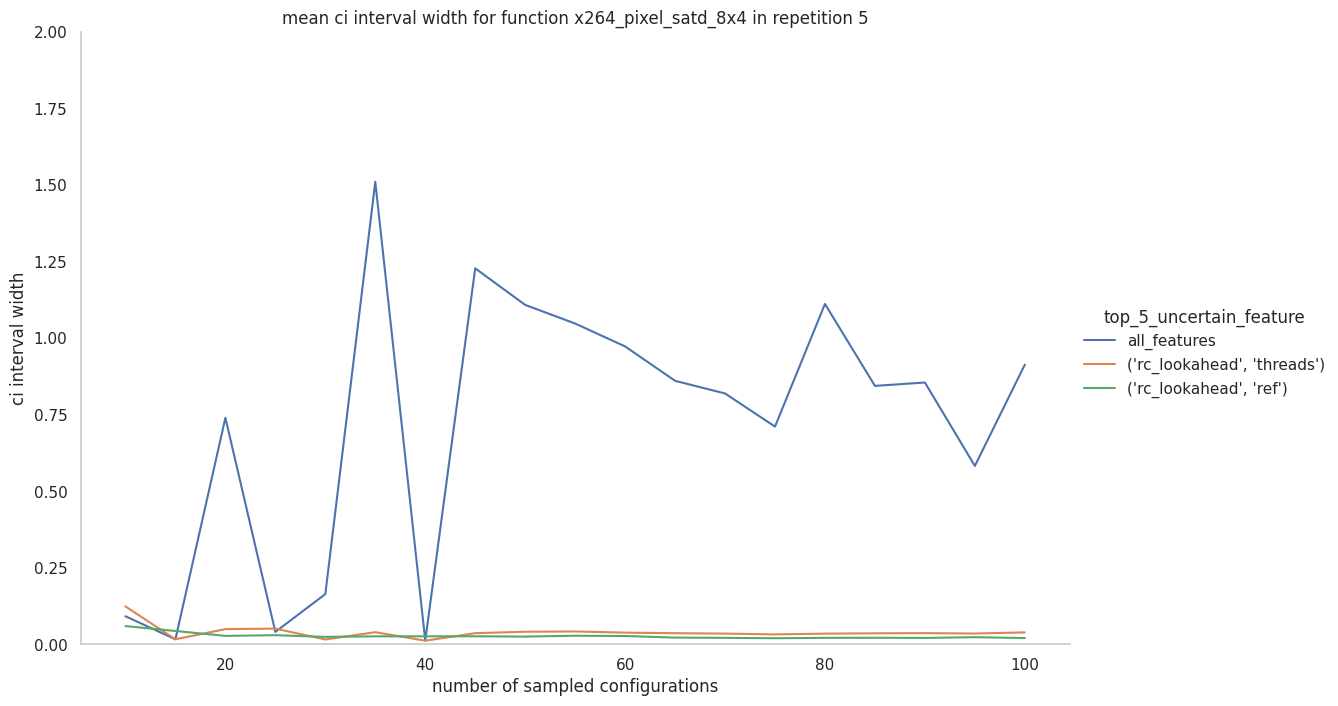 mean ci interval width for function x264_pixel_satd_8x4 in repetition 5
2.00
1.75
1.50
1.25
1.00
0.75
0.50
0.25
0.00
ci interval width
20
40
60
80
100
number of sampled configurations
top_5_uncertain_feature
all_features
('rc_lookahead', 'threads')
('rc_lookahead', 'ref')